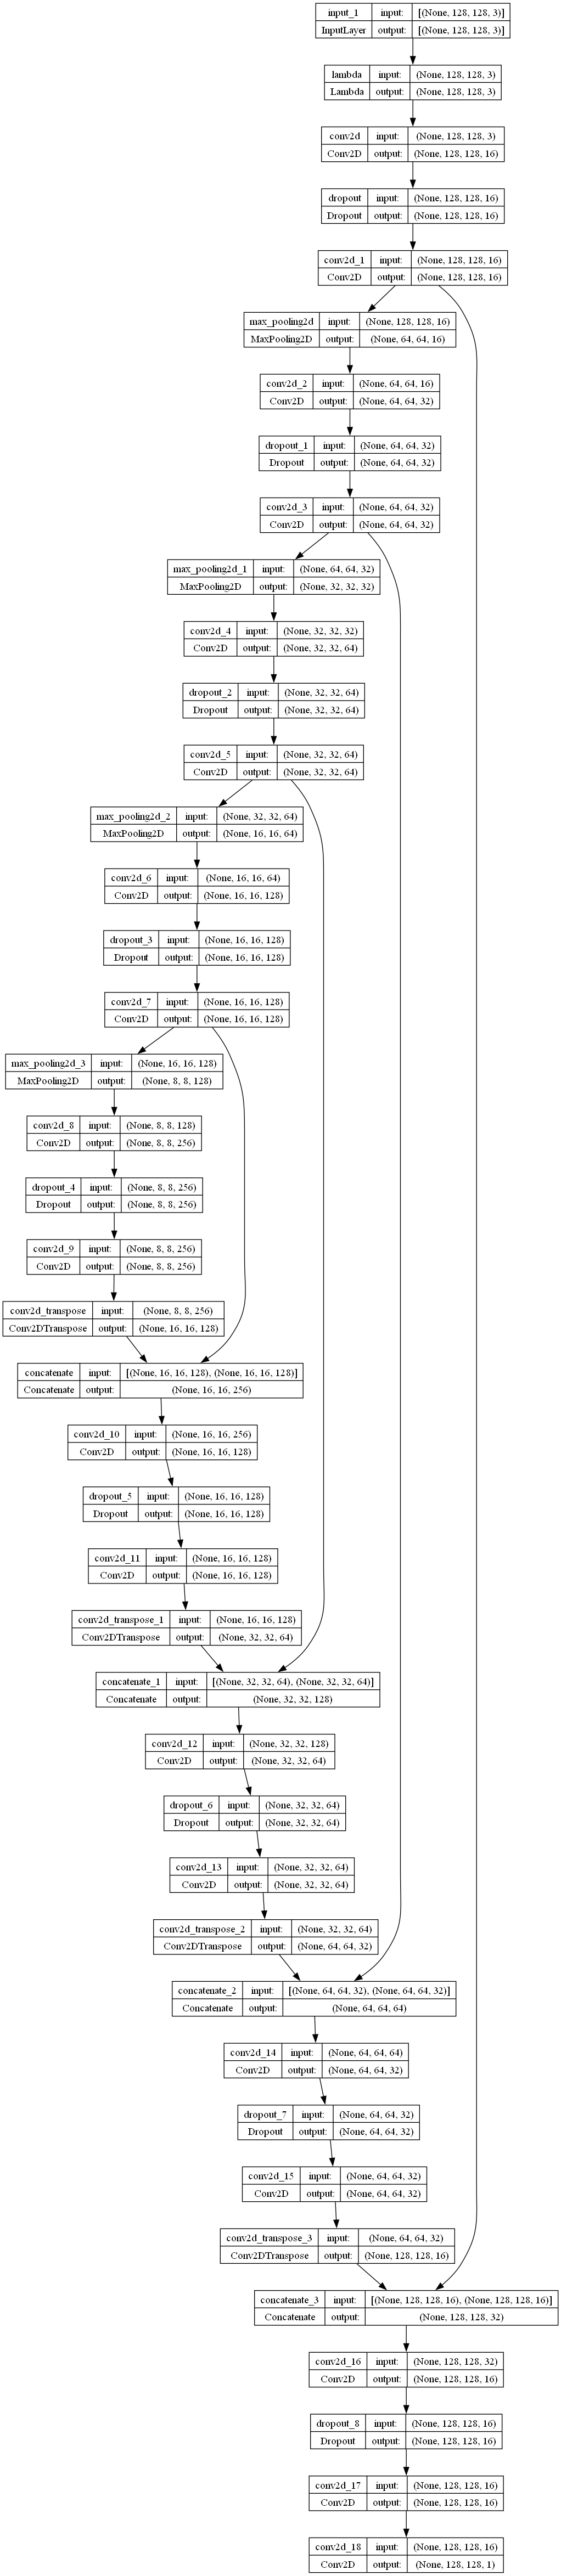 input_1 input: [(None, 128, 128, 3)]
InputLayer output: [(None, 128, 128, 3)]
lambda input: (None, 128, 128, 3)
Lambda output: (None, 128, 128, 3)
conv2d input: (None, 128, 128, 3)
Conv2D output: (None, 128, 128, 16)
dropout input: (None, 128, 128, 16)
Dropout output: (None, 128, 128, 16)
conv2d_1 input: (None, 128, 128, 16)
Conv2D output: (None, 128, 128, 16)
max_pooling2d input: (None, 128, 128, 16)
MaxPooling2D output: (None, 64, 64, 16)
conv2d_2 input: (None, 64, 64, 16)
Conv2D output: (None, 64, 64, 32)
dropout_1 input: (None, 64, 64, 32)
Dropout output: (None, 64, 64, 32)
conv2d_3 input: (None, 64, 64, 32)
Conv2D output: (None, 64, 64, 32)
max_pooling2d_1 input: (None, 64, 64, 32)
MaxPooling2D output: (None, 32, 32, 32)
conv2d_4 input: (None, 32, 32, 32)
Conv2D output: (None, 32, 32, 64)
dropout_2 input: (None, 32, 32, 64)
Dropout output: (None, 32, 32, 64)
conv2d_5 input: (None, 32, 32, 64)
Conv2D output: (None, 32, 32, 64)
max_pooling2d_2 input: (None, 32, 32, 64)
MaxPooling2D output: (None, 16, 16, 64)
conv2d_6 input: (None, 16, 16, 64)
Conv2D output: (None, 16, 16, 128)
dropout_3 input: (None, 16, 16, 128)
Dropout output: (None, 16, 16, 128)
conv2d_7 input: (None, 16, 16, 128)
Conv2D output: (None, 16, 16, 128)
max_pooling2d_3 input: (None, 16, 16, 128)
MaxPooling2D output: (None, 8, 8, 128)
conv2d_8 input: (None, 8, 8, 128)
Conv2D output: (None, 8, 8, 256)
dropout_4 input: (None, 8, 8, 256)
Dropout output: (None, 8, 8, 256)
conv2d_9 input: (None, 8, 8, 256)
Conv2D output: (None, 8, 8, 256)
conv2d_transpose input: (None, 8, 8, 256)
Conv2DTranspose output: (None, 16, 16, 128)
concatenate input: [(None, 16, 16, 128), (None, 16, 16, 128)]
Concatenate output: (None, 16, 16, 256)
conv2d_10 input: (None, 16, 16, 256)
Conv2D output: (None, 16, 16, 128)
dropout_5 input: (None, 16, 16, 128)
Dropout output: (None, 16, 16, 128)
conv2d_11 input: (None, 16, 16, 128)
Conv2D output: (None, 16, 16, 128)
conv2d_transpose_1 input: (None, 16, 16, 128)
Conv2DTranspose output: (None, 32, 32, 64)
concatenate_1 input: [(None, 32, 32, 64), (None, 32, 32, 64)]
Concatenate output: (None, 32, 32, 128)
conv2d_12 input: (None, 32, 32, 128)
Conv2D output: (None, 32, 32, 64)
dropout_6 input: (None, 32, 32, 64)
Dropout output: (None, 32, 32, 64)
conv2d_13 input: (None, 32, 32, 64)
Conv2D output: (None, 32, 32, 64)
conv2d_transpose_2 input: (None, 32, 32, 64)
Conv2DTranspose output: (None, 64, 64, 32)
concatenate_2 input: [(None, 64, 64, 32), (None, 64, 64, 32)]
Concatenate output: (None, 64, 64, 64)
conv2d_14 input: (None, 64, 64, 64)
Conv2D output: (None, 64, 64, 32)
dropout_7 input: (None, 64, 64, 32)
Dropout output: (None, 64, 64, 32)
conv2d_15 input: (None, 64, 64, 32)
Conv2D output: (None, 64, 64, 32)
conv2d_transpose_3 input: (None, 64, 64, 32)
Conv2DTranspose output: (None, 128, 128, 16)
concatenate_3 input: [(None, 128, 128, 16), (None, 128, 128, 16)]
Concatenate output: (None, 128, 128, 32)
conv2d_16 input: (None, 128, 128, 32)
Conv2D output: (None, 128, 128, 16)
dropout_8 input: (None, 128, 128, 16)
Dropout output: (None, 128, 128, 16)
conv2d_17 input: (None, 128, 128, 16)
Conv2D output: (None, 128, 128, 16)
conv2d_18 input: (None, 128, 128, 16)
Conv2D output: (None, 128, 128, 1)